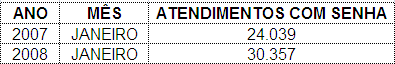 ANO MÊS ATENDIMENTOS COM SENHA
2007 JANEIRO 24.039
2008 JANEIRO 30.357